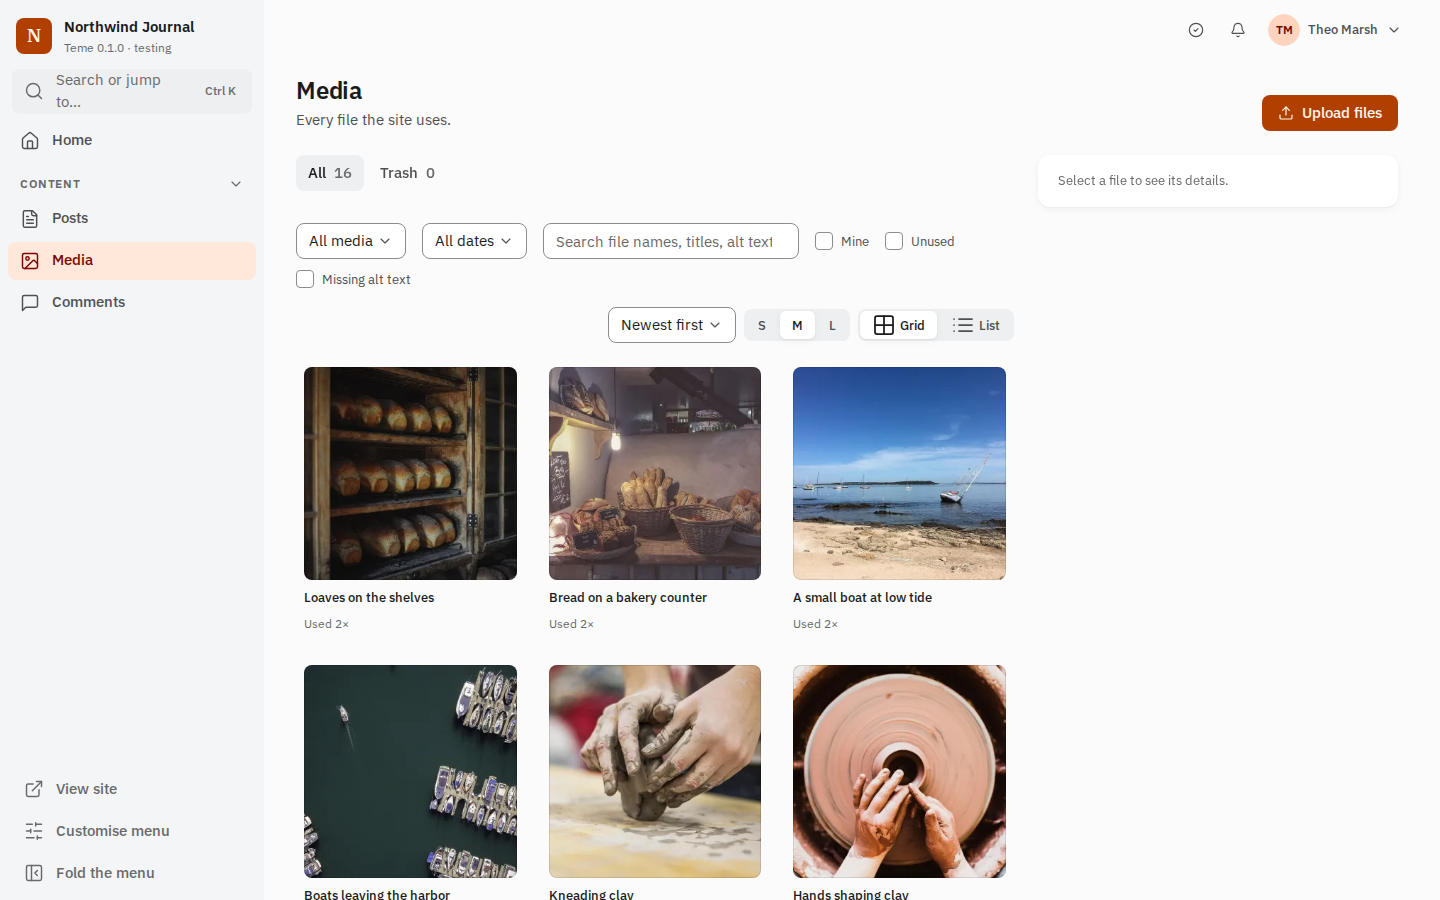 N
Northwind Journal
Teme 0.1.0 · testing
Search or jump
to...
Ctrl K
Home
CONTENT
Posts
Media
Comments
View site
Customise menu
Fold the menu
TM
Theo Marsh
Media
Every file the site uses.
Upload files
All 16
Trash 0
Select a file to see its details.
All media
All dates
Search file names, titles, alt text
Mine
Unused
Missing alt text
Newest first
S
M
L
Grid
List
Loaves on the shelves
Used 2×
Bread on a bakery counter
Used 2×
A small boat at low tide
Used 2×
Boats leaving the harbor
Kneading clay
Hands shaping clay